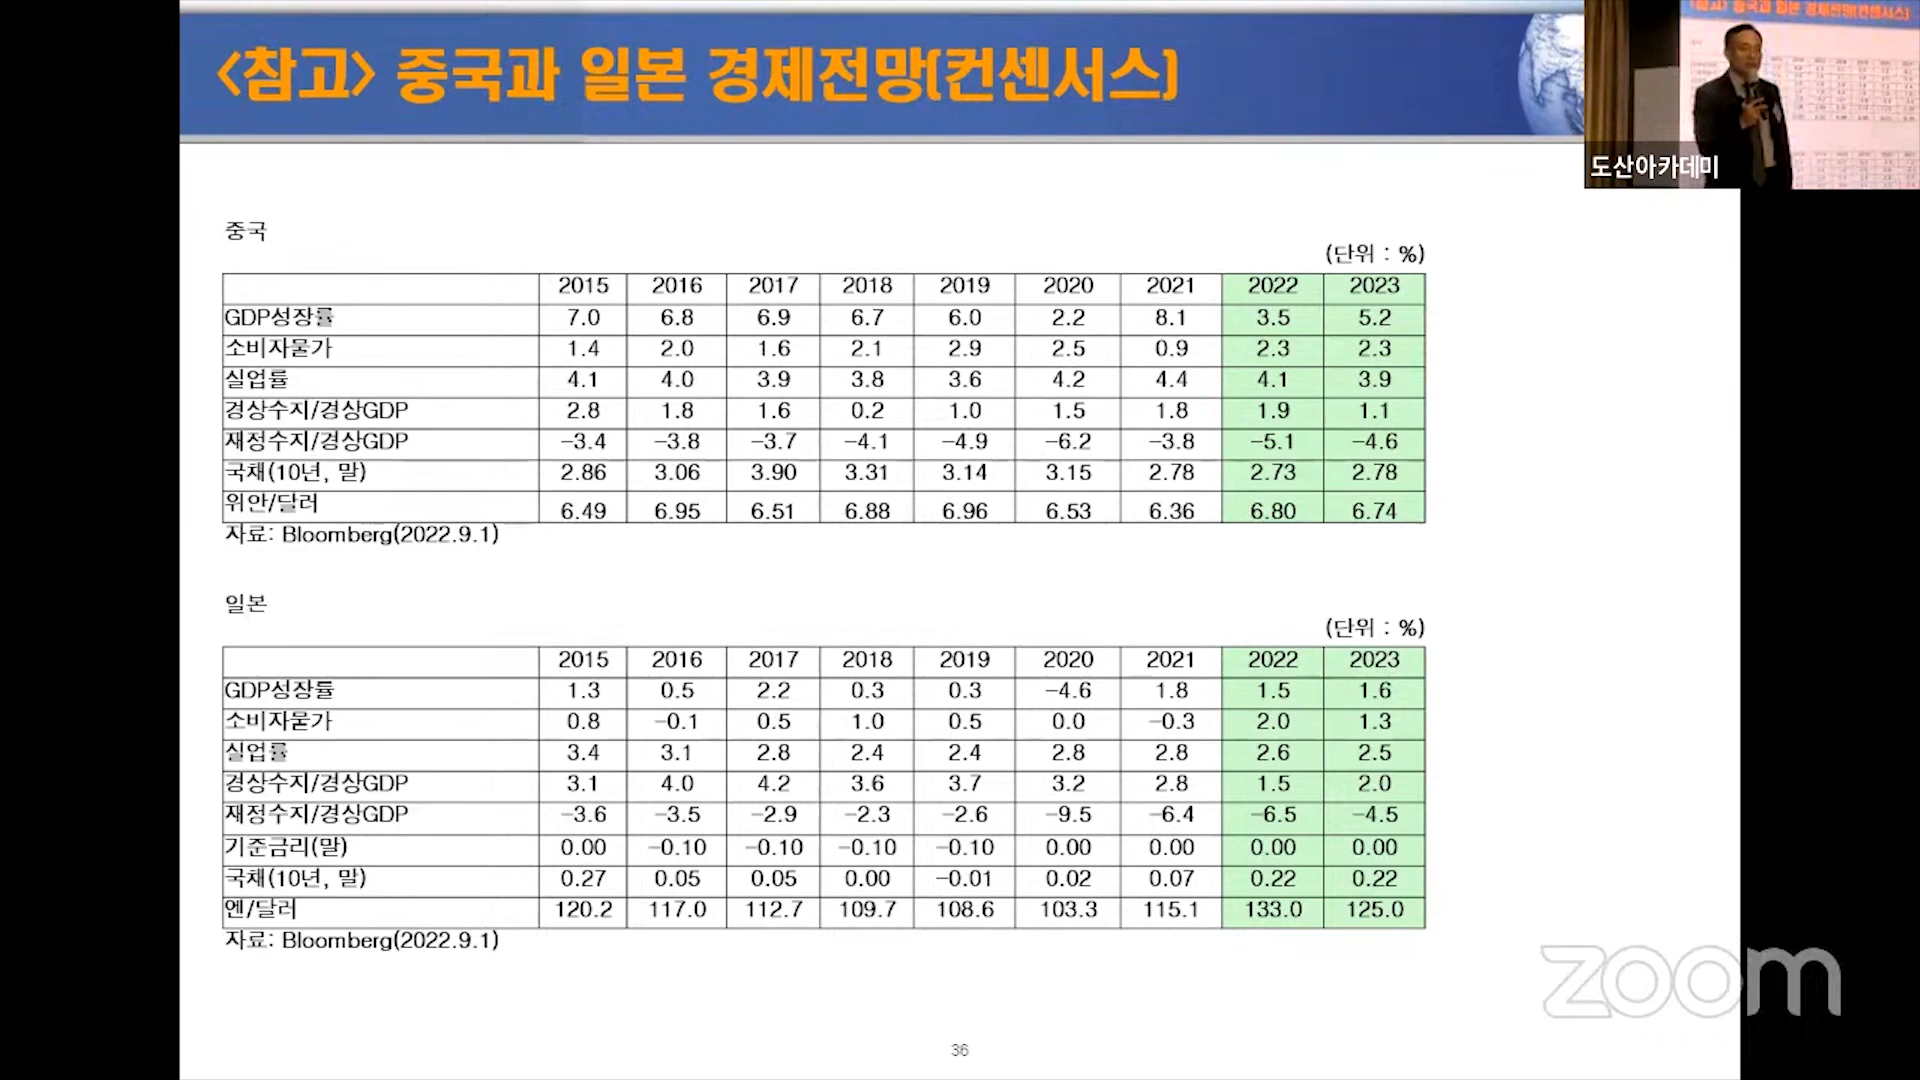 <참고> 중국과 일본 경제전망(컨센서스)
도산아카데미
중국
(단위 : %)
2015 2016 2017 2018 2019 2020 2021 2022 2023
GDP성장률 7.0 6.8 6.9 6.7 6.0 2.2 8.1 3.5 5.2
소비자물가 1.4 2.0 1.6 2.1 2.9 2.5 0.9 2.3 2.3
실업률 4.1 4.0 3.9 3.8 3.6 4.2 4.4 4.1 3.9
경상수지/경상GDP 2.8 1.8 1.6 0.2 1.0 1.5 1.8 1.9 1.1
재정수지/경상GDP −3.4 −3.8 −3.7 −4.1 −4.9 −6.2 −3.8 −5.1 −4.6
국채(10년, 말) 2.86 3.06 3.90 3.31 3.14 3.15 2.78 2.73 2.78
위안/달러 6.49 6.95 6.51 6.88 6.96 6.53 6.36 6.80 6.74
자료: Bloomberg(2022.9.1)
일본
(단위 : %)
2015 2016 2017 2018 2019 2020 2021 2022 2023
GDP성장률 1.3 0.5 2.2 0.3 0.3 −4.6 1.8 1.5 1.6
소비자물가 0.8 −0.1 0.5 1.0 0.5 0.0 −0.3 2.0 1.3
실업률 3.4 3.1 2.8 2.4 2.4 2.8 2.8 2.6 2.5
경상수지/경상GDP 3.1 4.0 4.2 3.6 3.7 3.2 2.8 1.5 2.0
재정수지/경상GDP −3.6 −3.5 −2.9 −2.3 −2.6 −9.5 −6.4 −6.5 −4.5
기준금리(말) 0.00 −0.10 −0.10 −0.10 −0.10 0.00 0.00 0.00 0.00
국채(10년, 말) 0.27 0.05 0.05 0.00 −0.01 0.02 0.07 0.22 0.22
엔/달러 120.2 117.0 112.7 109.7 108.6 103.3 115.1 133.0 125.0
자료: Bloomberg(2022.9.1)
zoom
36